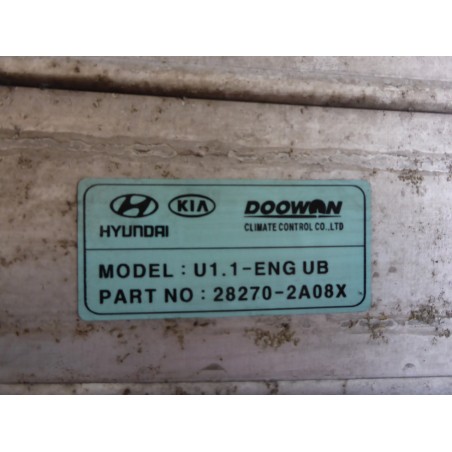 KIA DOOWON
HYUNDAI CLIMATE CONTROL CO.,LTD
MODEL : U1.1-ENG UB
PART NO : 28270-2A08X